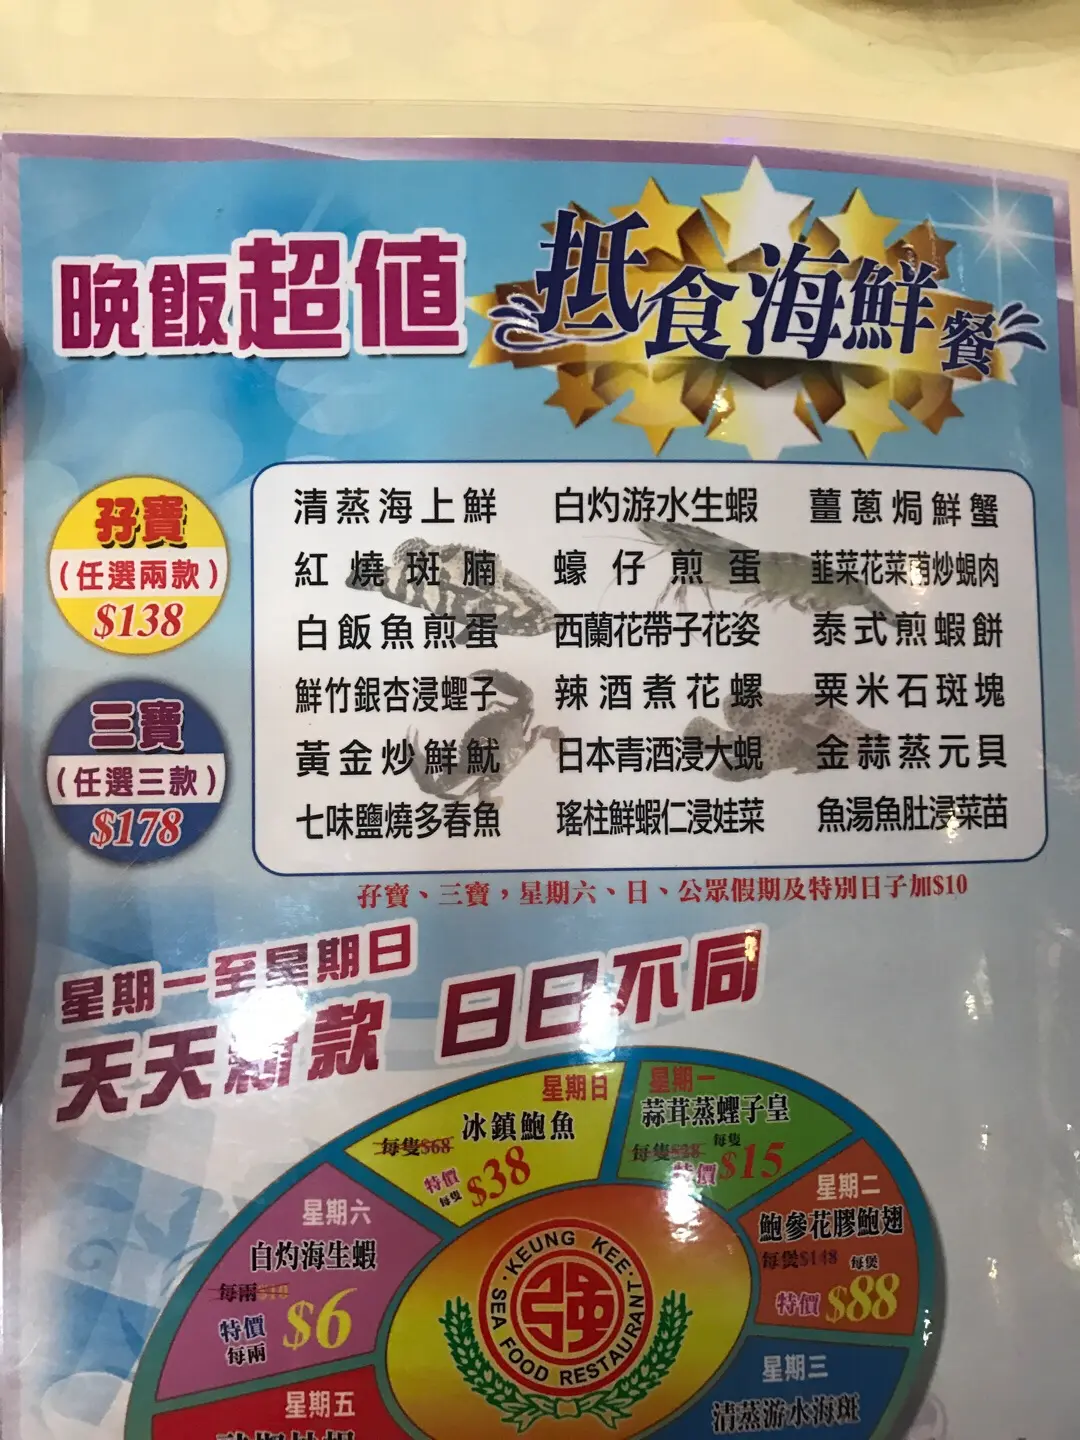 晚飯超值
抵食海鮮餐
孖寶
(任選兩款)
$138
三寶
(任選三款)
$178
清蒸海上鮮 白灼游水生蝦 薑蔥焗鮮蟹
紅燒斑腩 蠔仔煎蛋 韮菜花菜甫炒蜆肉
白飯魚煎蛋 西蘭花帶子花姿 泰式煎蝦餅
鮮竹銀杏浸蟶子 辣酒煮花螺 粟米石斑塊
黃金炒鮮魷 日本青酒浸大蜆 金蒜蒸元貝
七味鹽燒多春魚 瑤柱鮮蝦仁浸娃菜 魚湯魚肚浸菜苗
孖寶、三寶，星期六、日、公眾假期及特別日子加$10
星期一至星期日
天天新款 日日不同
星期日
冰鎮鮑魚
每隻$68
特價
每隻
$38
星期一
蒜茸蒸蟶子皇
每隻$28
每隻
特價$15
星期二
鮑參花膠鮑翅
每煲$148
每煲
特價$88
星期三
清蒸游水海斑
星期六
白灼海生蝦
每兩$10
特價
每兩
$6
星期五
KEUNG KEE
強
SEA FOOD RESTAURANT